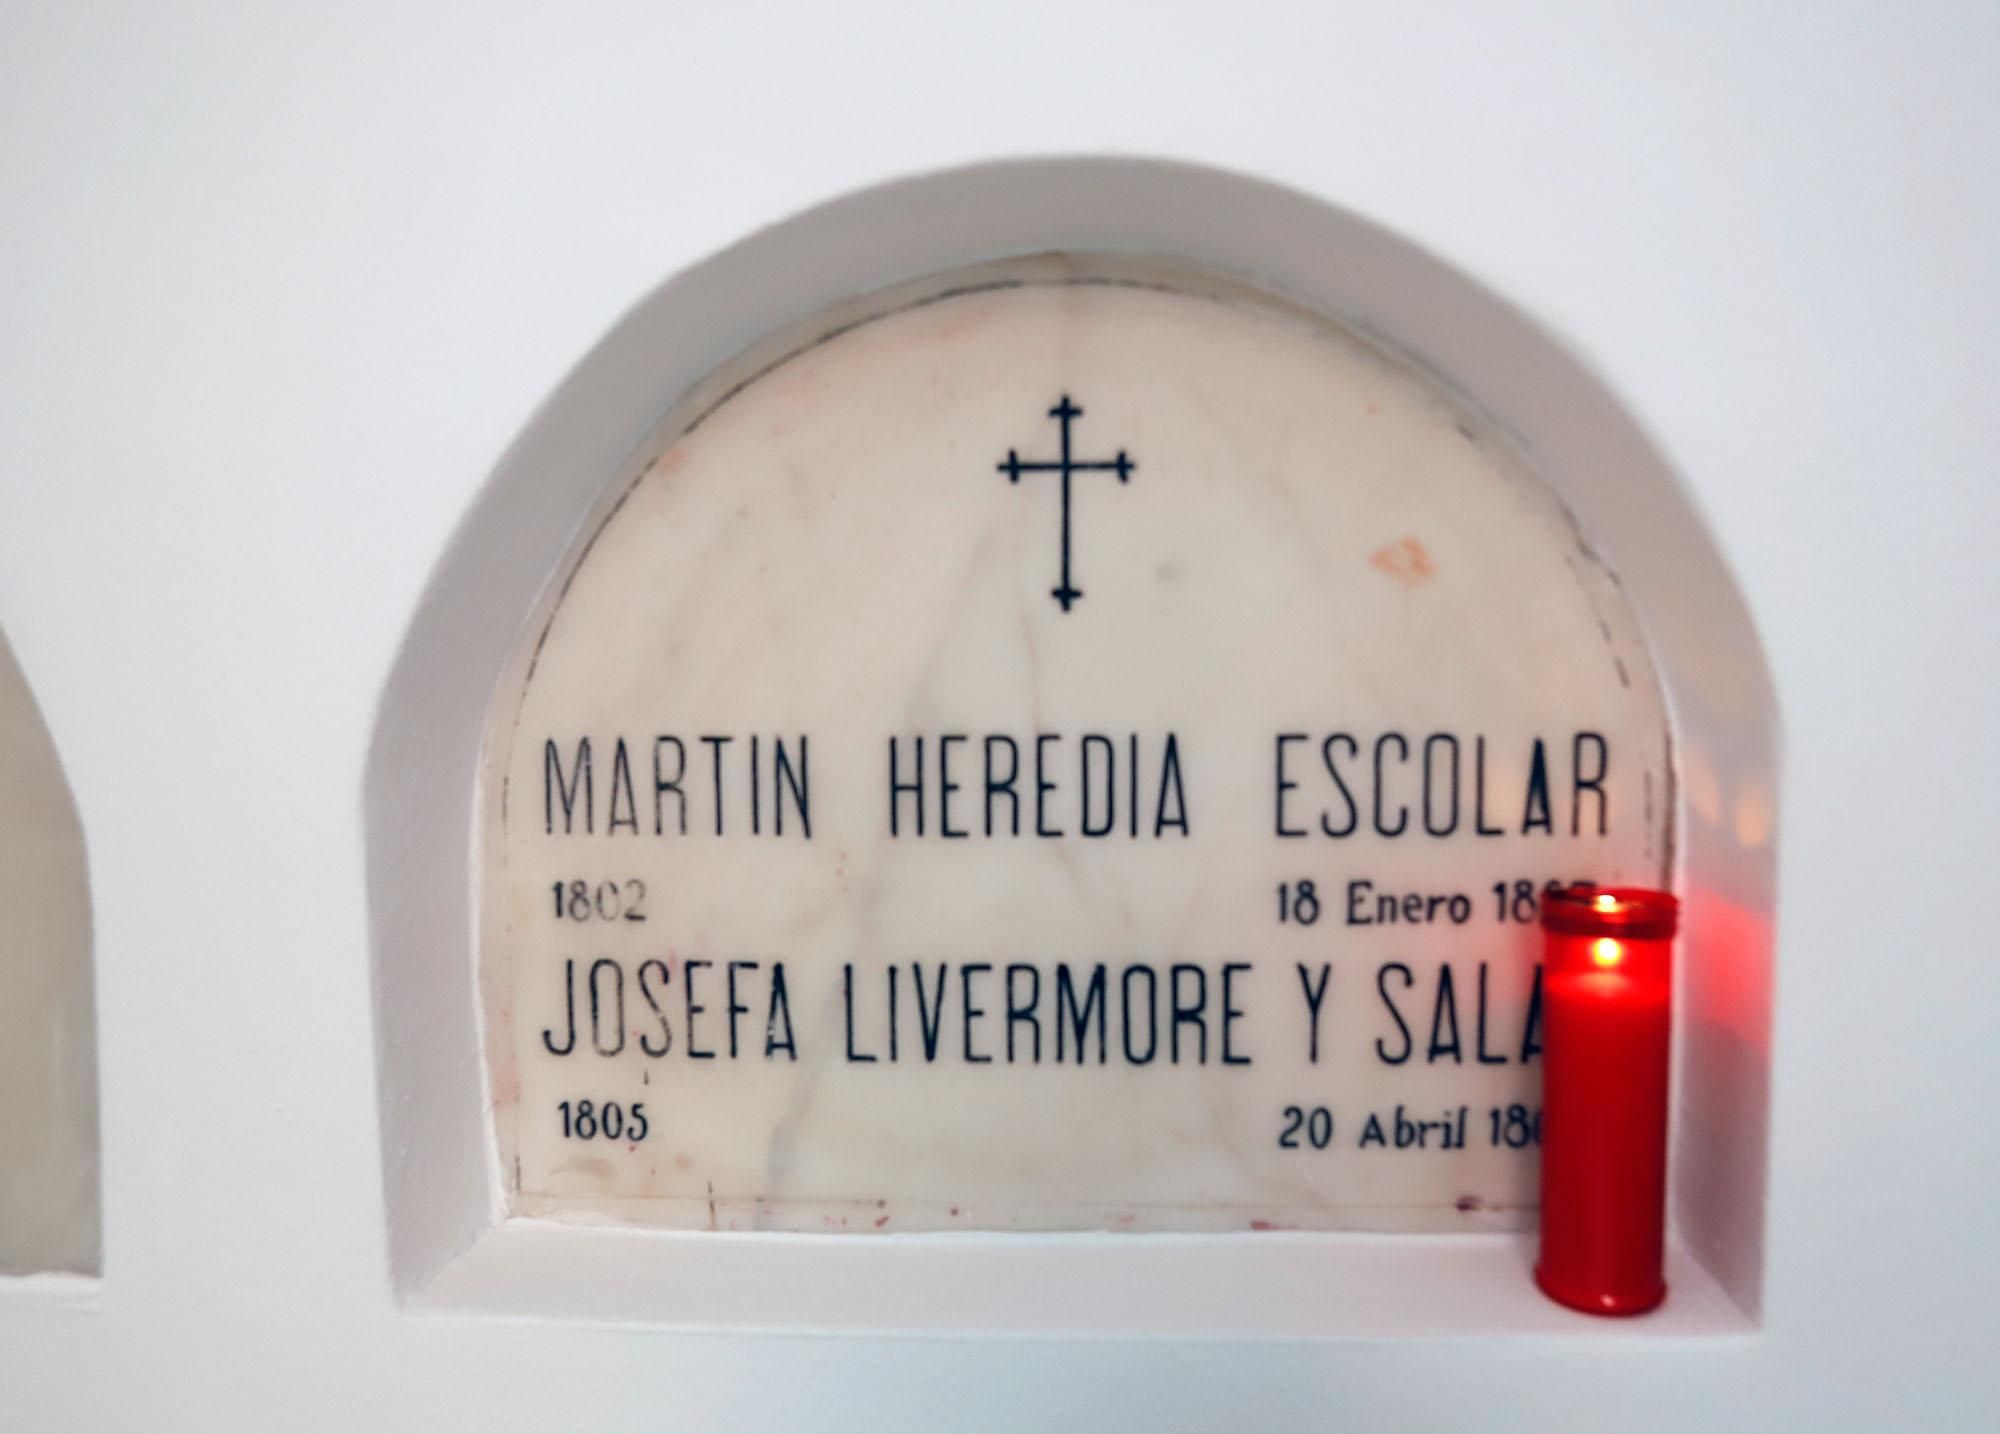 MARTIN HEREDIA ESCOLAR
1802 18 Enero
JOSEFA LIVERMORE Y
1805 20 Abril